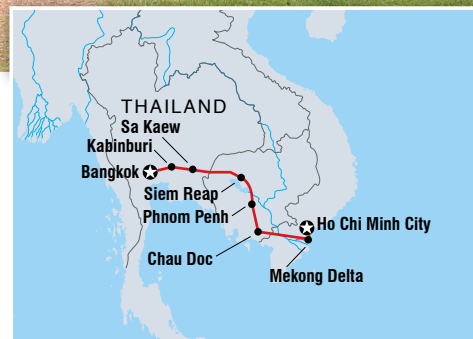 THAILAND
Sa Kaew
Kabinburi
Bangkok
Siem Reap
Phnom Penh
Ho Chi Minh City
Chau Doc
Mekong Delta